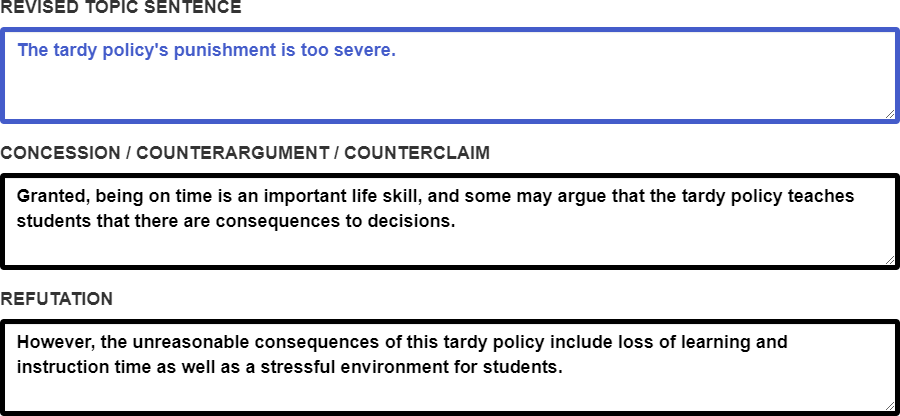 REVISED TOPIC SENTENCE
The tardy policy's punishment is too severe.
CONCESSION / COUNTERARGUMENT / COUNTERCLAIM
Granted, being on time is an important life skill, and some may argue that the tardy policy teaches
students that there are consequences to decisions.
REFUTATION
However, the unreasonable consequences of this tardy policy include loss of learning and
instruction time as well as a stressful environment for students.